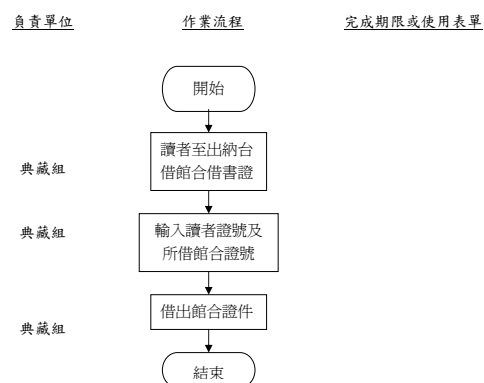 負責單位 作業流程 完成期限或使用表單
開始
讀者至出納台
借館合借書證
典藏組
輸入讀者證號及
所借館合證號
典藏組
借出館合證件
典藏組
結束